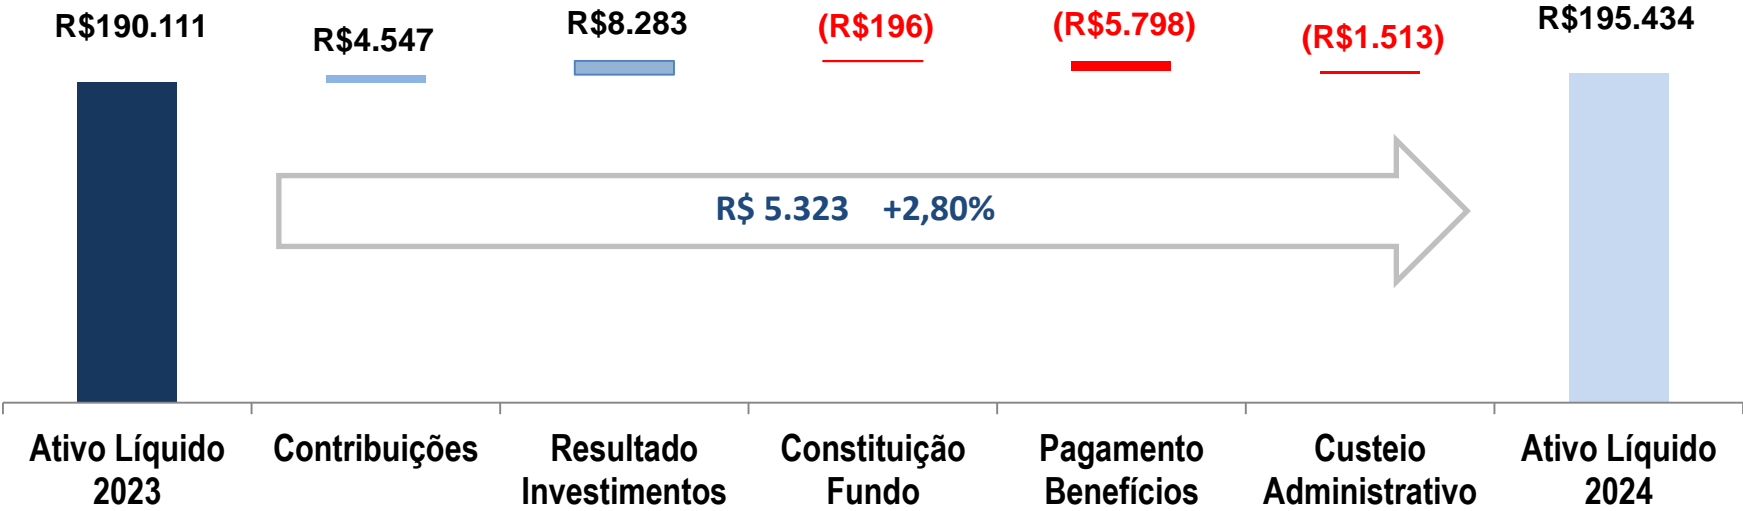 R$190.111
R$4.547
R$8.283
(R$196)
(R$5.798)
(R$1.513)
R$195.434
R$ 5.323 +2,80%
Ativo Líquido
2023
Contribuições
Resultado
Investimentos
Constituição
Fundo
Pagamento
Benefícios
Custeio
Administrativo
Ativo Líquido
2024